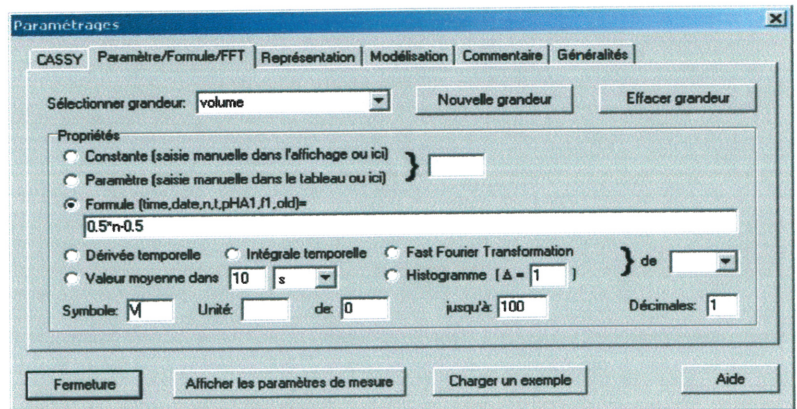 Paramétrages
CASSY Paramètre/Formule/FFT Représentation Modélisation Commentaire Généralités
Sélectionner grandeur: volume Nouvelle grandeur Effacer grandeur
Propriétés
Constante (saisie manuelle dans l'affichage ou ici)
Paramètre (saisie manuelle dans le tableau ou ici)
Formule (time,date,n,t,pHA1,f1,old)=
0.5*n-0.5
Dérivée temporelle Intégrale temporelle Fast Fourier Transformation
Valeur moyenne dans 10 s Histogramme ( Δ = 1 ) } de
Symbole: V Unité: de: 0 jusqu'à: 100 Décimales: 1
Fermeture Afficher les paramètres de mesure Charger un exemple Aide